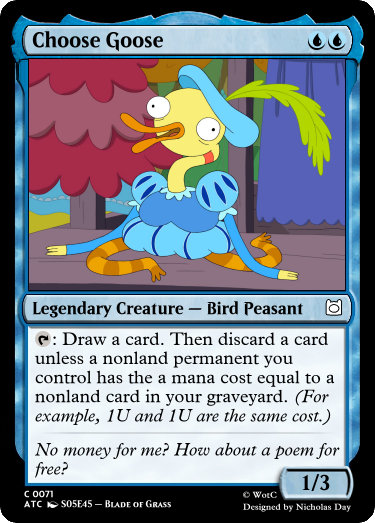 Choose Goose
Legendary Creature — Bird Peasant
: Draw a card. Then discard a card
unless a nonland permanent you
control has the a mana cost equal to a
nonland card in your graveyard. (For
example, 1U and 1U are the same cost.)
No money for me? How about a poem for
free?
1/3
C 0071
ATC S05E45 – Blade of Grass
© WotC
Designed by Nicholas Day